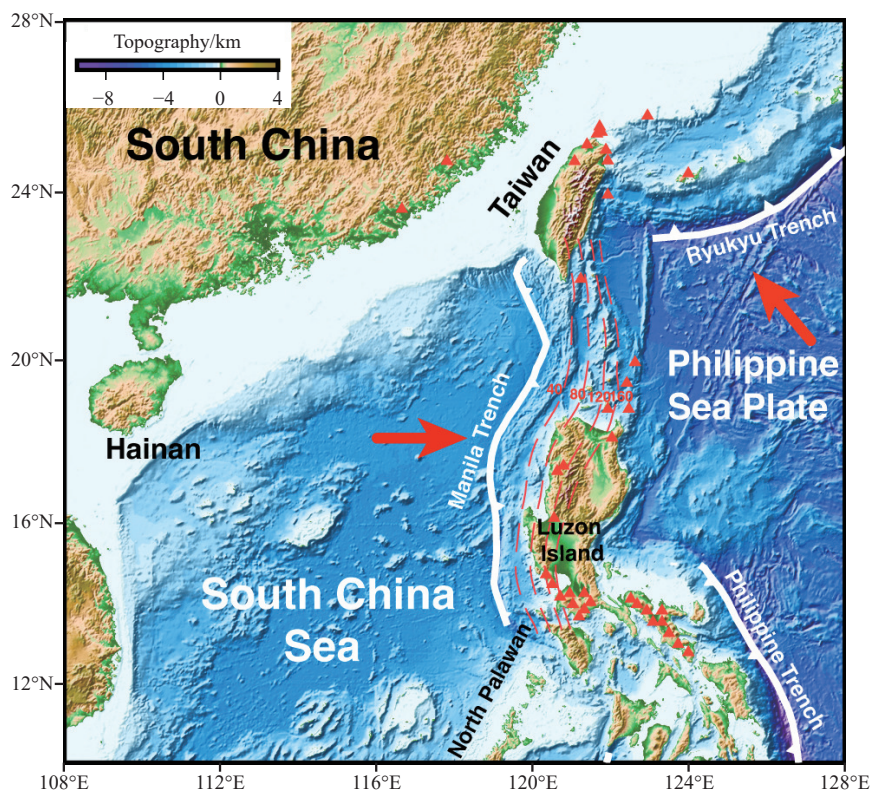 28°N
Topography/km
−8
−4
0
4
South China
Taiwan
24°N
Ryukyu Trench
20°N
Philippine
Sea Plate
40
80
120
160
Hainan
Manila Trench
16°N
Luzon
Island
South China
Sea
Philippine Trench
North Palawan
12°N
108°E
112°E
116°E
120°E
124°E
128°E